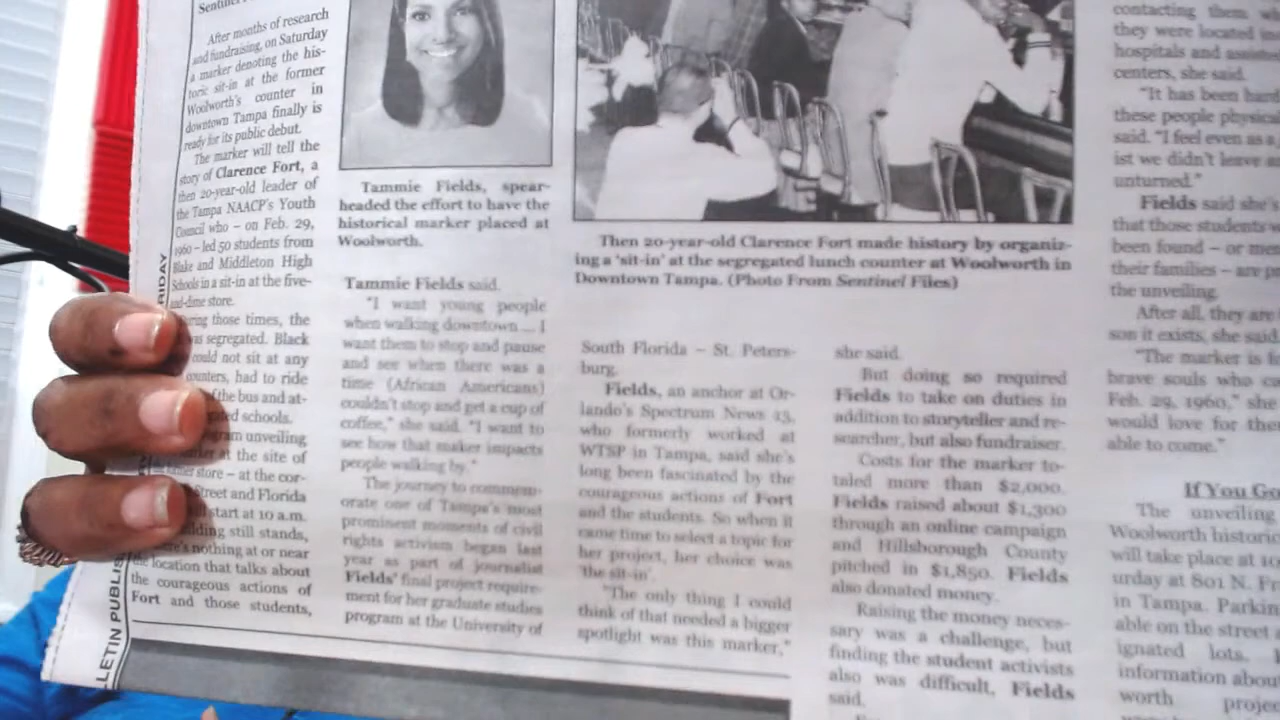 Sentinel
After months of research
and fundraising, on Saturday
a marker denoting the his-
toric sit-in at the former
Woolworth's counter in
downtown Tampa finally is
ready for its public debut.
The marker will tell the
story of Clarence Fort, a
then 20-year-old leader of
the Tampa NAACP's Youth
Council who – on Feb. 29,
1960 – led 50 students from
Blake and Middleton High
Schools in a sit-in at the five-
and-dime store.
those times, the
was segregated. Black
could not sit at any
counters, had to ride
of the bus and at-
schools.
unveiling
at the site of
store – at the cor-
Street and Florida
start at 10 a.m.
still stands,
nothing at or near
the location that talks about
the courageous actions of
Fort and those students,
RIDAY
LETIN PUBLIS
Tammie Fields, spear-
headed the effort to have the
historical marker placed at
Woolworth.
Tammie Fields said.
"I want young people
when walking downtown ... I
want them to stop and pause
and see when there was a
time (African Americans)
couldn't stop and get a cup of
coffee," she said. "I want to
see how that maker impacts
people walking by."
The journey to commem-
orate one of Tampa's most
prominent moments of civil
rights activism began last
year as part of journalist
Fields' final project require-
ment for her graduate studies
program at the University of
Then 20-year-old Clarence Fort made history by organiz-
ing a 'sit-in' at the segregated lunch counter at Woolworth in
Downtown Tampa. (Photo From Sentinel Files)
South Florida – St. Peters-
burg.
Fields, an anchor at Or-
lando's Spectrum News 13,
who formerly worked at
WTSP in Tampa, said she's
long been fascinated by the
courageous actions of Fort
and the students. So when it
came time to select a topic for
her project, her choice was
'the sit-in'.
"The only thing I could
think of that needed a bigger
spotlight was this marker,"
she said.
But doing so required
Fields to take on duties in
addition to storyteller and re-
searcher, but also fundraiser.
Costs for the marker to-
taled more than $2,000.
Fields raised about $1,300
through an online campaign
and Hillsborough County
pitched in $1,850. Fields
also donated money.
Raising the money neces-
sary was a challenge, but
finding the student activists
also was difficult, Fields
said.
contacting them
they were located
hospitals and
centers, she said.
"It has been
these people
said. "I feel even as a
ist we didn't leave
unturned."
Fields said she's
that those students
been found – or
their families – are
the unveiling.
After all, they are
son it exists, she said
"The marker is
brave souls who
Feb. 29, 1960," she
would love for
able to come."
If You Go
The unveiling
Woolworth
will take place at
urday at 801 N.
in Tampa.
able on the street
ignated lots.
information about
worth